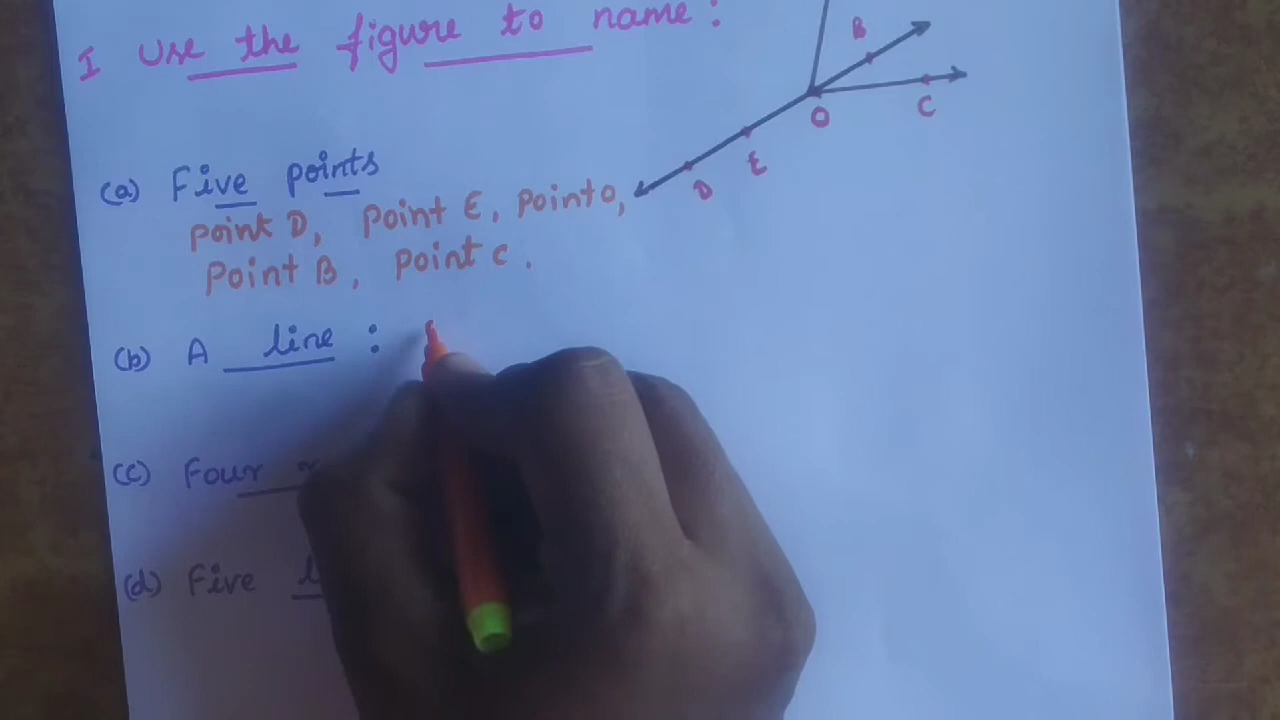 I Use the figure to name :
B
O
C
E
D
(a) Five points
Point D, Point E, Point O,
Point B, Point C.
(b) A line :
(c) Four
(d) Five